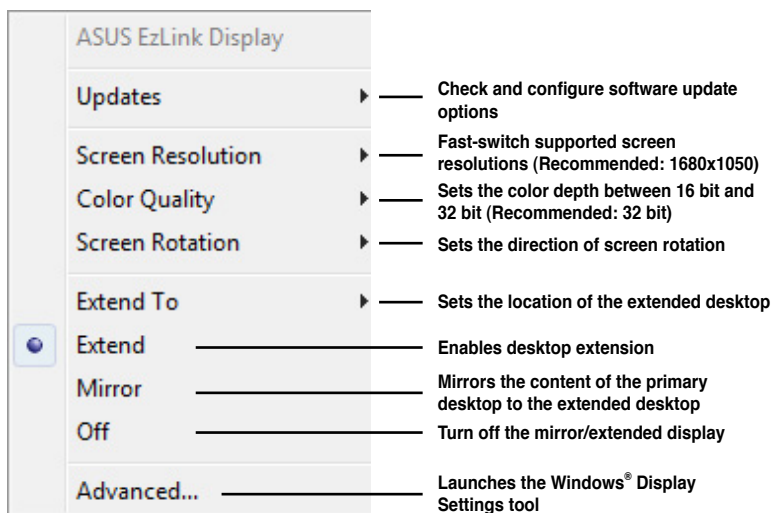 ASUS EzLink Display
Updates
Check and configure software update
options
Screen Resolution
Fast-switch supported screen
resolutions (Recommended: 1680x1050)
Color Quality
Sets the color depth between 16 bit and
32 bit (Recommended: 32 bit)
Screen Rotation
Sets the direction of screen rotation
Extend To
Sets the location of the extended desktop
Extend
Enables desktop extension
Mirror
Mirrors the content of the primary
desktop to the extended desktop
Off
Turn off the mirror/extended display
Advanced...
Launches the Windows® Display
Settings tool